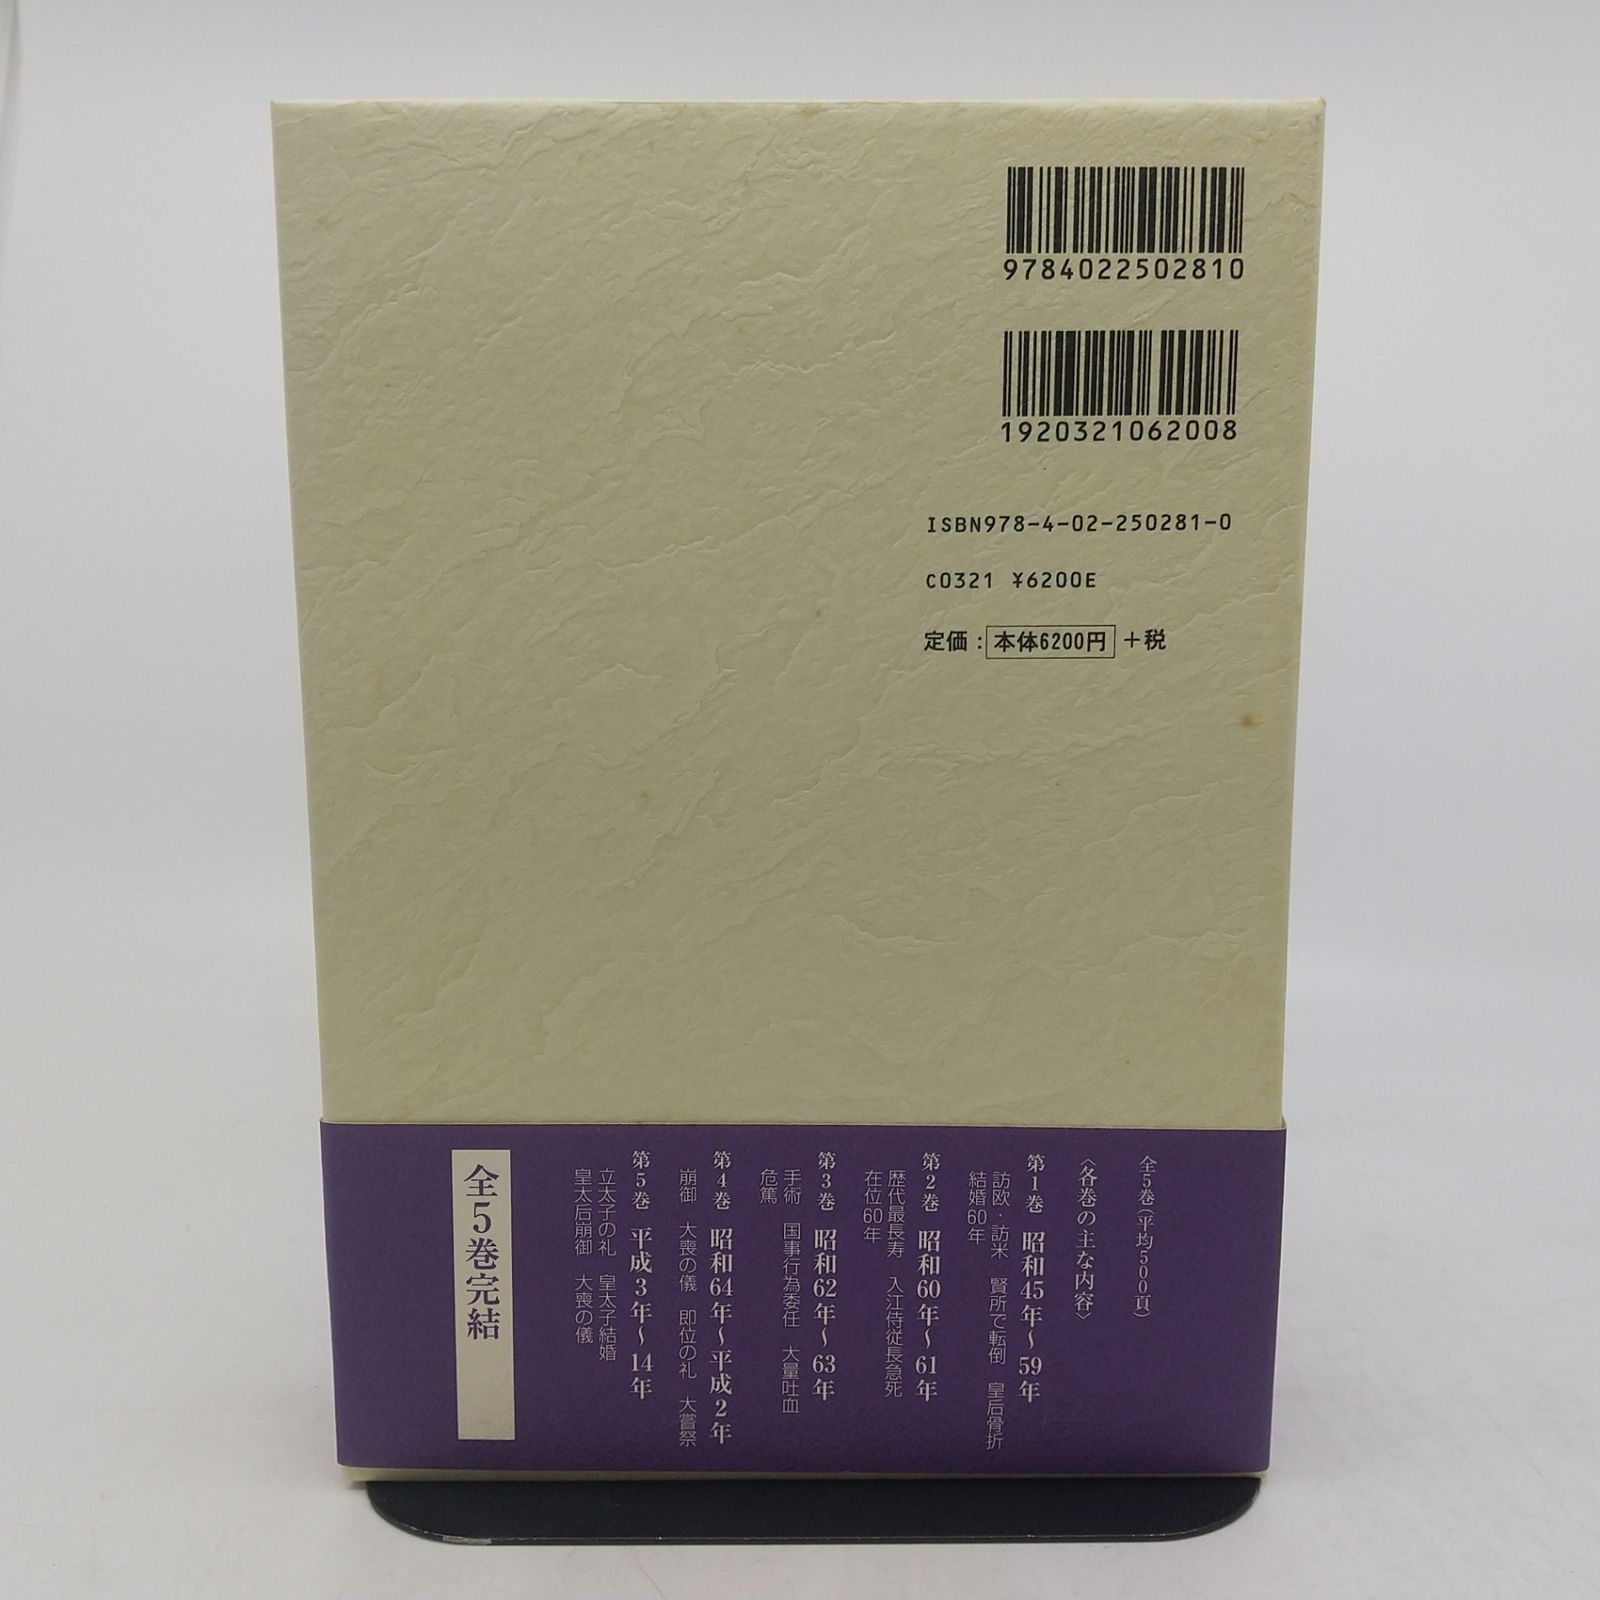 9784022502810
1920321062008
ISBN978-4-02-250281-0
C0321 ¥6200E
定価：本体6200円＋税
全5巻（平均500頁）
〈各巻の主な内容〉
第1巻 昭和45年〜59年
訪欧・訪米 賢所で転倒 皇后骨折
結婚60年
第2巻 昭和60年〜61年
歴代最長寿 入江侍従長急死
在位60年
第3巻 昭和62年〜63年
手術 国事行為委任 大量吐血
危篤
第4巻 昭和64年〜平成2年
崩御 大喪の儀 即位の礼 大嘗祭
第5巻 平成3年〜14年
立太子の礼 皇太子結婚
皇太后崩御 大喪の儀
全5巻完結